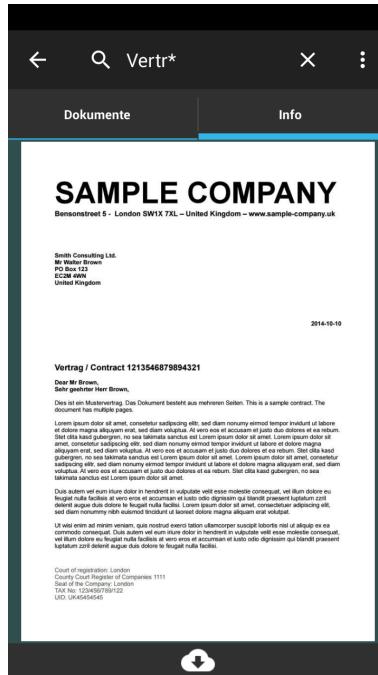 Vertr*
Dokumente
Info
SAMPLE COMPANY
Bensonstreet 5 - London SW1X 7XL – United Kingdom – www.sample-company.uk
Smith Consulting Ltd.
Mr Walter Brown
PO Box 123
EC2M 4WN
United Kingdom
2014-10-10
Vertrag / Contract 1213546879894321
Dear Mr Brown,
Sehr geehrter Herr Brown,
Dies ist ein Mustervertrag. Das Dokument besteht aus mehreren Seiten. This is a sample contract. The
document has multiple pages.
Lorem ipsum dolor sit amet, consetetur sadipscing elitr, sed diam nonumy eirmod tempor invidunt ut labore
et dolore magna aliquyam erat, sed diam voluptua. At vero eos et accusam et justo duo dolores et ea rebum.
Stet clita kasd gubergren, no sea takimata sanctus est Lorem ipsum dolor sit amet. Lorem ipsum dolor sit
amet, consetetur sadipscing elitr, sed diam nonumy eirmod tempor invidunt ut labore et dolore magna
aliquyam erat, sed diam voluptua. At vero eos et accusam et justo duo dolores et ea rebum. Stet clita kasd
gubergren, no sea takimata sanctus est Lorem ipsum dolor sit amet. Lorem ipsum dolor sit amet, consetetur
sadipscing elitr, sed diam nonumy eirmod tempor invidunt ut labore et dolore magna aliquyam erat, sed diam
voluptua. At vero eos et accusam et justo duo dolores et ea rebum. Stet clita kasd gubergren, no sea
takimata sanctus est Lorem ipsum dolor sit amet.
Duis autem vel eum iriure dolor in hendrerit in vulputate velit esse molestie consequat, vel illum dolore eu
feugiat nulla facilisis at vero eros et accumsan et iusto odio dignissim qui blandit praesent luptatum zzril
delenit augue duis dolore te feugait nulla facilisi. Lorem ipsum dolor sit amet, consectetuer adipiscing elit,
sed diam nonummy nibh euismod tincidunt ut laoreet dolore magna aliquam erat volutpat.
Ut wisi enim ad minim veniam, quis nostrud exerci tation ullamcorper suscipit lobortis nisl ut aliquip ex ea
commodo consequat. Duis autem vel eum iriure dolor in hendrerit in vulputate velit esse molestie consequat,
vel illum dolore eu feugiat nulla facilisis at vero eros et accumsan et iusto odio dignissim qui blandit praesent
luptatum zzril delenit augue duis dolore te feugait nulla facilisi.
Court of registration: London
County Court Register of Companies 1111
Seat of the Company: London
TAX No: 123/456/789/122
UID: UK45454545